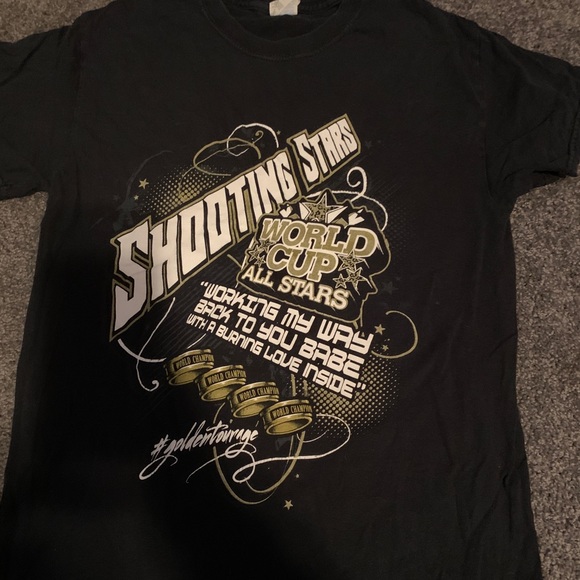 SHOOTING STARS
WORLD
CUP
ALL STARS
"WORKING MY WAY
BACK TO YOU BABE
WITH A BURNING LOVE INSIDE"
WORLD CHAMPION
WORLD CHAMPION
WORLD CHAMPION
WORLD CHAMPION
#goldentourage